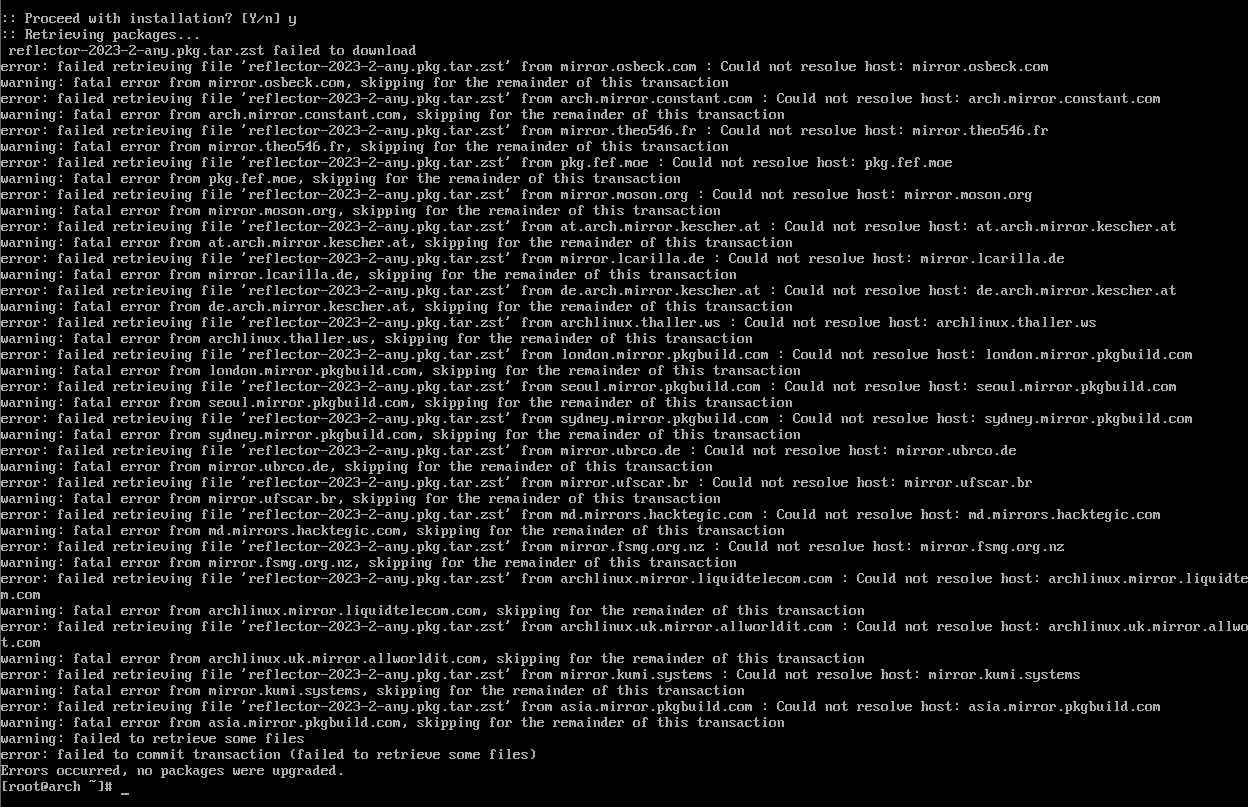 :: Proceed with installation? [Y/n] y
:: Retrieving packages...
 reflector-2023-2-any.pkg.tar.zst failed to download
error: failed retrieving file 'reflector-2023-2-any.pkg.tar.zst' from mirror.osbeck.com : Could not resolve host: mirror.osbeck.com
warning: fatal error from mirror.osbeck.com, skipping for the remainder of this transaction
error: failed retrieving file 'reflector-2023-2-any.pkg.tar.zst' from arch.mirror.constant.com : Could not resolve host: arch.mirror.constant.com
warning: fatal error from arch.mirror.constant.com, skipping for the remainder of this transaction
error: failed retrieving file 'reflector-2023-2-any.pkg.tar.zst' from mirror.theo546.fr : Could not resolve host: mirror.theo546.fr
warning: fatal error from mirror.theo546.fr, skipping for the remainder of this transaction
error: failed retrieving file 'reflector-2023-2-any.pkg.tar.zst' from pkg.fef.moe : Could not resolve host: pkg.fef.moe
warning: fatal error from pkg.fef.moe, skipping for the remainder of this transaction
error: failed retrieving file 'reflector-2023-2-any.pkg.tar.zst' from mirror.moson.org : Could not resolve host: mirror.moson.org
warning: fatal error from mirror.moson.org, skipping for the remainder of this transaction
error: failed retrieving file 'reflector-2023-2-any.pkg.tar.zst' from at.arch.mirror.kescher.at : Could not resolve host: at.arch.mirror.kescher.at
warning: fatal error from at.arch.mirror.kescher.at, skipping for the remainder of this transaction
error: failed retrieving file 'reflector-2023-2-any.pkg.tar.zst' from mirror.lcarilla.de : Could not resolve host: mirror.lcarilla.de
warning: fatal error from mirror.lcarilla.de, skipping for the remainder of this transaction
error: failed retrieving file 'reflector-2023-2-any.pkg.tar.zst' from de.arch.mirror.kescher.at : Could not resolve host: de.arch.mirror.kescher.at
warning: fatal error from de.arch.mirror.kescher.at, skipping for the remainder of this transaction
error: failed retrieving file 'reflector-2023-2-any.pkg.tar.zst' from archlinux.thaller.ws : Could not resolve host: archlinux.thaller.ws
warning: fatal error from archlinux.thaller.ws, skipping for the remainder of this transaction
error: failed retrieving file 'reflector-2023-2-any.pkg.tar.zst' from london.mirror.pkgbuild.com : Could not resolve host: london.mirror.pkgbuild.com
warning: fatal error from london.mirror.pkgbuild.com, skipping for the remainder of this transaction
error: failed retrieving file 'reflector-2023-2-any.pkg.tar.zst' from seoul.mirror.pkgbuild.com : Could not resolve host: seoul.mirror.pkgbuild.com
warning: fatal error from seoul.mirror.pkgbuild.com, skipping for the remainder of this transaction
error: failed retrieving file 'reflector-2023-2-any.pkg.tar.zst' from sydney.mirror.pkgbuild.com : Could not resolve host: sydney.mirror.pkgbuild.com
warning: fatal error from sydney.mirror.pkgbuild.com, skipping for the remainder of this transaction
error: failed retrieving file 'reflector-2023-2-any.pkg.tar.zst' from mirror.ubrco.de : Could not resolve host: mirror.ubrco.de
warning: fatal error from mirror.ubrco.de, skipping for the remainder of this transaction
error: failed retrieving file 'reflector-2023-2-any.pkg.tar.zst' from mirror.ufscar.br : Could not resolve host: mirror.ufscar.br
warning: fatal error from mirror.ufscar.br, skipping for the remainder of this transaction
error: failed retrieving file 'reflector-2023-2-any.pkg.tar.zst' from md.mirrors.hacktegic.com : Could not resolve host: md.mirrors.hacktegic.com
warning: fatal error from md.mirrors.hacktegic.com, skipping for the remainder of this transaction
error: failed retrieving file 'reflector-2023-2-any.pkg.tar.zst' from mirror.fsmg.org.nz : Could not resolve host: mirror.fsmg.org.nz
warning: fatal error from mirror.fsmg.org.nz, skipping for the remainder of this transaction
error: failed retrieving file 'reflector-2023-2-any.pkg.tar.zst' from archlinux.mirror.liquidtelecom.com : Could not resolve host: archlinux.mirror.liquidte
m.com
warning: fatal error from archlinux.mirror.liquidtelecom.com, skipping for the remainder of this transaction
error: failed retrieving file 'reflector-2023-2-any.pkg.tar.zst' from archlinux.uk.mirror.allworldit.com : Could not resolve host: archlinux.uk.mirror.allwo
t.com
warning: fatal error from archlinux.uk.mirror.allworldit.com, skipping for the remainder of this transaction
error: failed retrieving file 'reflector-2023-2-any.pkg.tar.zst' from mirror.kumi.systems : Could not resolve host: mirror.kumi.systems
warning: fatal error from mirror.kumi.systems, skipping for the remainder of this transaction
error: failed retrieving file 'reflector-2023-2-any.pkg.tar.zst' from asia.mirror.pkgbuild.com : Could not resolve host: asia.mirror.pkgbuild.com
warning: fatal error from asia.mirror.pkgbuild.com, skipping for the remainder of this transaction
warning: failed to retrieve some files
error: failed to commit transaction (failed to retrieve some files)
Errors occurred, no packages were upgraded.
[root@arch ~]# _